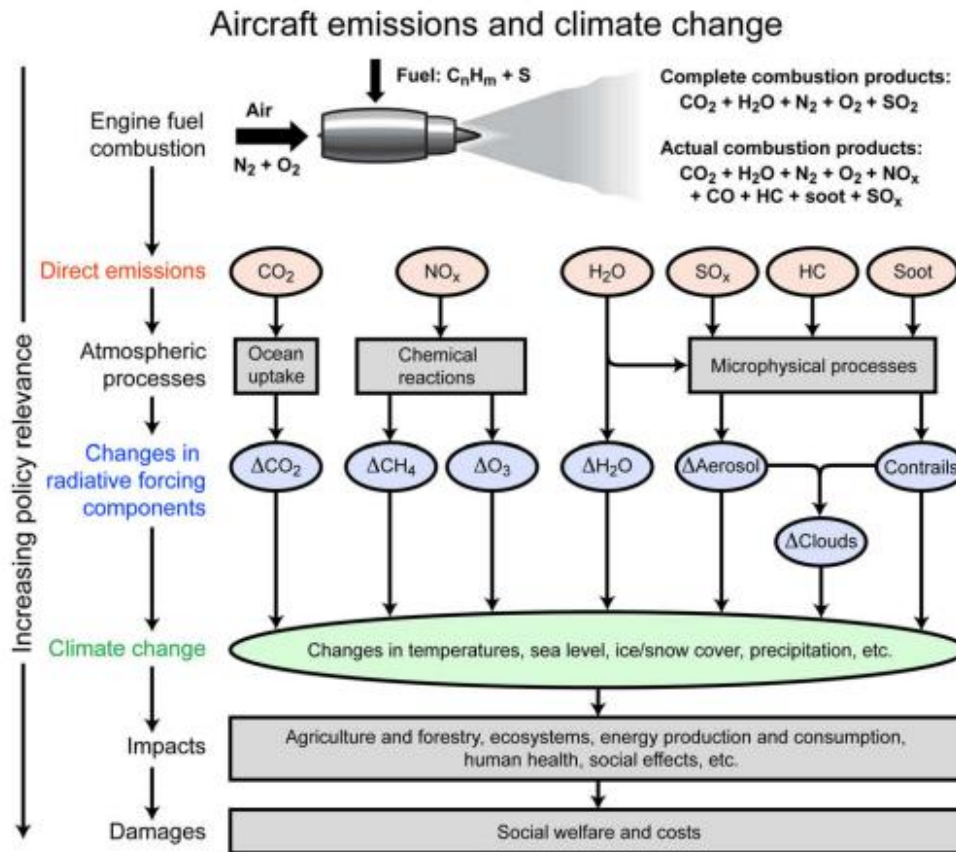 Aircraft emissions and climate change
Increasing policy relevance
Engine fuel
combustion
Air
N₂ + O₂
Fuel: CₙHₘ + S
Complete combustion products:
CO₂ + H₂O + N₂ + O₂ + SO₂
Actual combustion products:
CO₂ + H₂O + N₂ + O₂ + NOₓ
+ CO + HC + soot + SOₓ
Direct emissions
CO₂
NOₓ
H₂O
SOₓ
HC
Soot
Atmospheric
processes
Ocean
uptake
Chemical
reactions
Microphysical processes
Changes in
radiative forcing
components
ΔCO₂
ΔCH₄
ΔO₃
ΔH₂O
ΔAerosol
Contrails
ΔClouds
Climate change
Changes in temperatures, sea level, ice/snow cover, precipitation, etc.
Impacts
Agriculture and forestry, ecosystems, energy production and consumption,
human health, social effects, etc.
Damages
Social welfare and costs